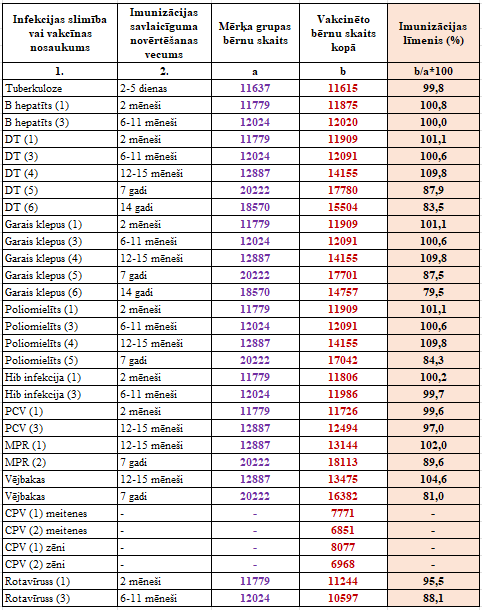 Infekcijas slimība vai vakcīnas nosaukums | Imunizācijas savlaicīguma novērtēšanas vecums | Mērķa grupas bērnu skaits | Vakcinēto bērnu skaits kopā | Imunizācijas līmenis (%)
1. | 2. | a | b | b/a*100
Tuberkuloze | 2-5 dienas | 11637 | 11615 | 99,8
B hepatīts (1) | 2 mēneši | 11779 | 11875 | 100,8
B hepatīts (3) | 6-11 mēneši | 12024 | 12020 | 100,0
DT (1) | 2 mēneši | 11779 | 11909 | 101,1
DT (3) | 6-11 mēneši | 12024 | 12091 | 100,6
DT (4) | 12-15 mēneši | 12887 | 14155 | 109,8
DT (5) | 7 gadi | 20222 | 17780 | 87,9
DT (6) | 14 gadi | 18570 | 15504 | 83,5
Garais klepus (1) | 2 mēneši | 11779 | 11909 | 101,1
Garais klepus (3) | 6-11 mēneši | 12024 | 12091 | 100,6
Garais klepus (4) | 12-15 mēneši | 12887 | 14155 | 109,8
Garais klepus (5) | 7 gadi | 20222 | 17701 | 87,5
Garais klepus (6) | 14 gadi | 18570 | 14757 | 79,5
Poliomielīts (1) | 2 mēneši | 11779 | 11909 | 101,1
Poliomielīts (3) | 6-11 mēneši | 12024 | 12091 | 100,6
Poliomielīts (4) | 12-15 mēneši | 12887 | 14155 | 109,8
Poliomielīts (5) | 7 gadi | 20222 | 17042 | 84,3
Hib infekcija (1) | 2 mēneši | 11779 | 11806 | 100,2
Hib infekcija (3) | 6-11 mēneši | 12024 | 11986 | 99,7
PCV (1) | 2 mēneši | 11779 | 11726 | 99,6
PCV (3) | 12-15 mēneši | 12887 | 12494 | 97,0
MPR (1) | 12-15 mēneši | 12887 | 13144 | 102,0
MPR (2) | 7 gadi | 20222 | 18113 | 89,6
Vējbakas | 12-15 mēneši | 12887 | 13475 | 104,6
Vējbakas | 7 gadi | 20222 | 16382 | 81,0
CPV (1) meitenes | - | - | 7771 | -
CPV (2) meitenes | - | - | 6851 | -
CPV (1) zēni | - | - | 8077 | -
CPV (2) zēni | - | - | 6968 | -
Rotavīruss (1) | 2 mēneši | 11779 | 11244 | 95,5
Rotavīruss (3) | 6-11 mēneši | 12024 | 10597 | 88,1